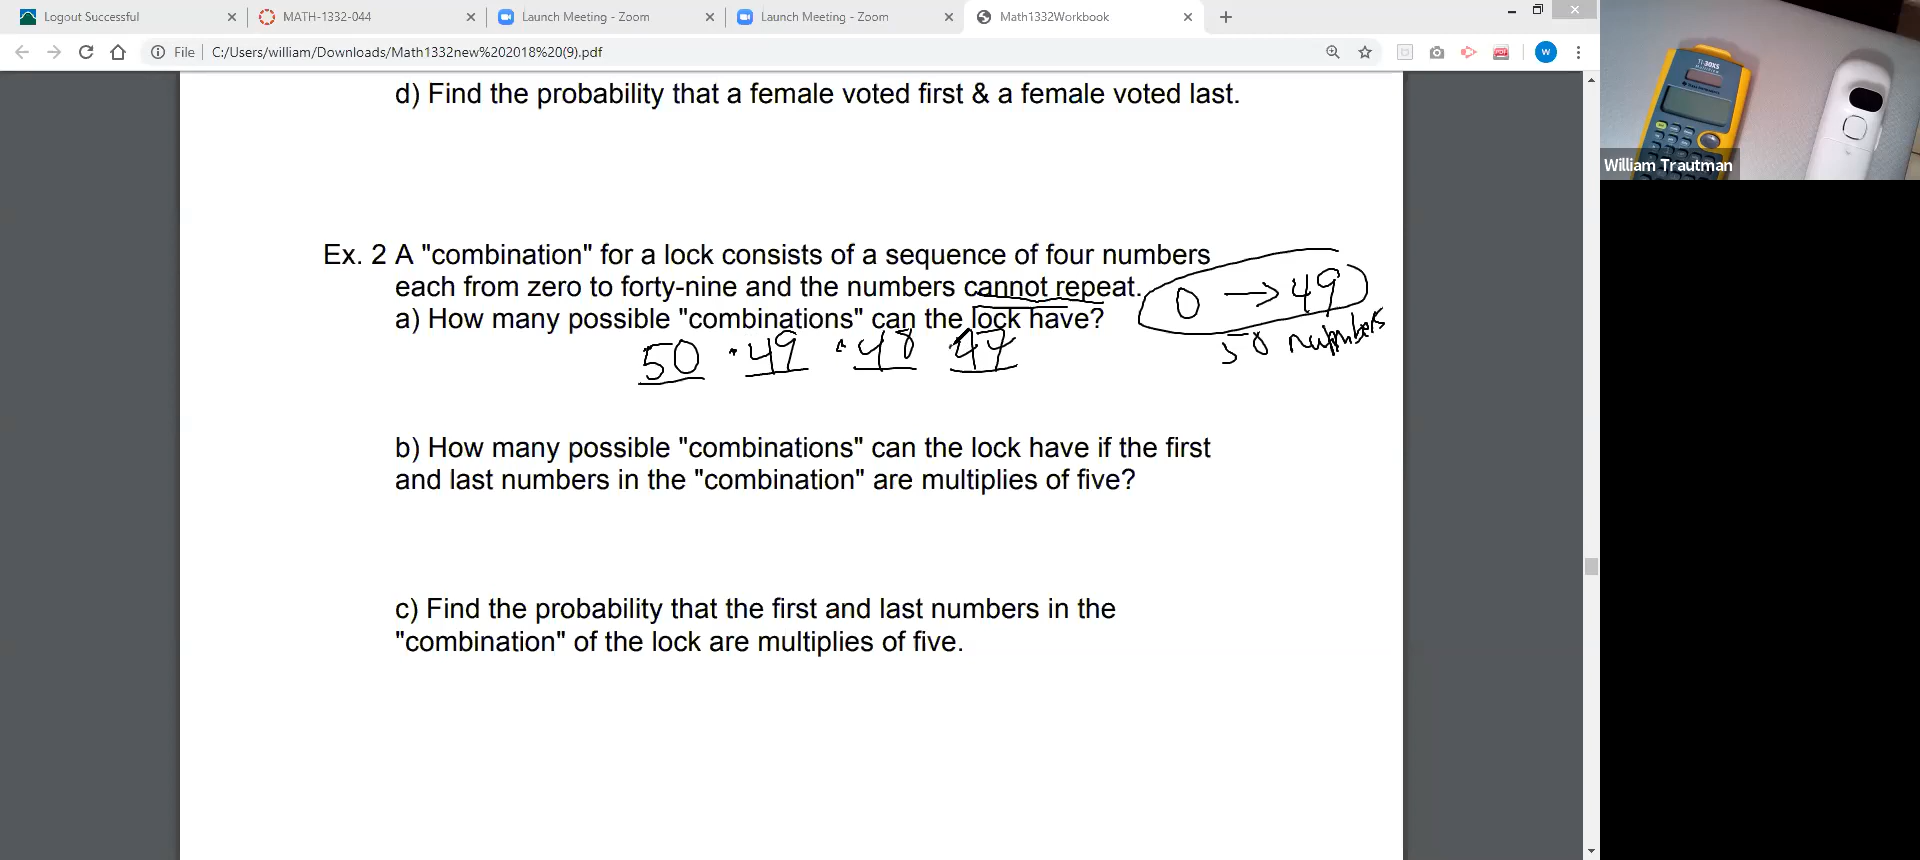 Logout Successful
MATH-1332-044
Launch Meeting - Zoom
Launch Meeting - Zoom
Math1332Workbook
File
C:/Users/william/Downloads/Math1332new%202018%20(9).pdf
W
TI-30XS
William Trautman
d) Find the probability that a female voted first & a female voted last.
Ex. 2 A "combination" for a lock consists of a sequence of four numbers
each from zero to forty-nine and the numbers cannot repeat.
0 → 49
50 numbers
a) How many possible "combinations" can the lock have?
50 · 49 · 48 47
b) How many possible "combinations" can the lock have if the first
and last numbers in the "combination" are multiplies of five?
c) Find the probability that the first and last numbers in the
"combination" of the lock are multiplies of five.